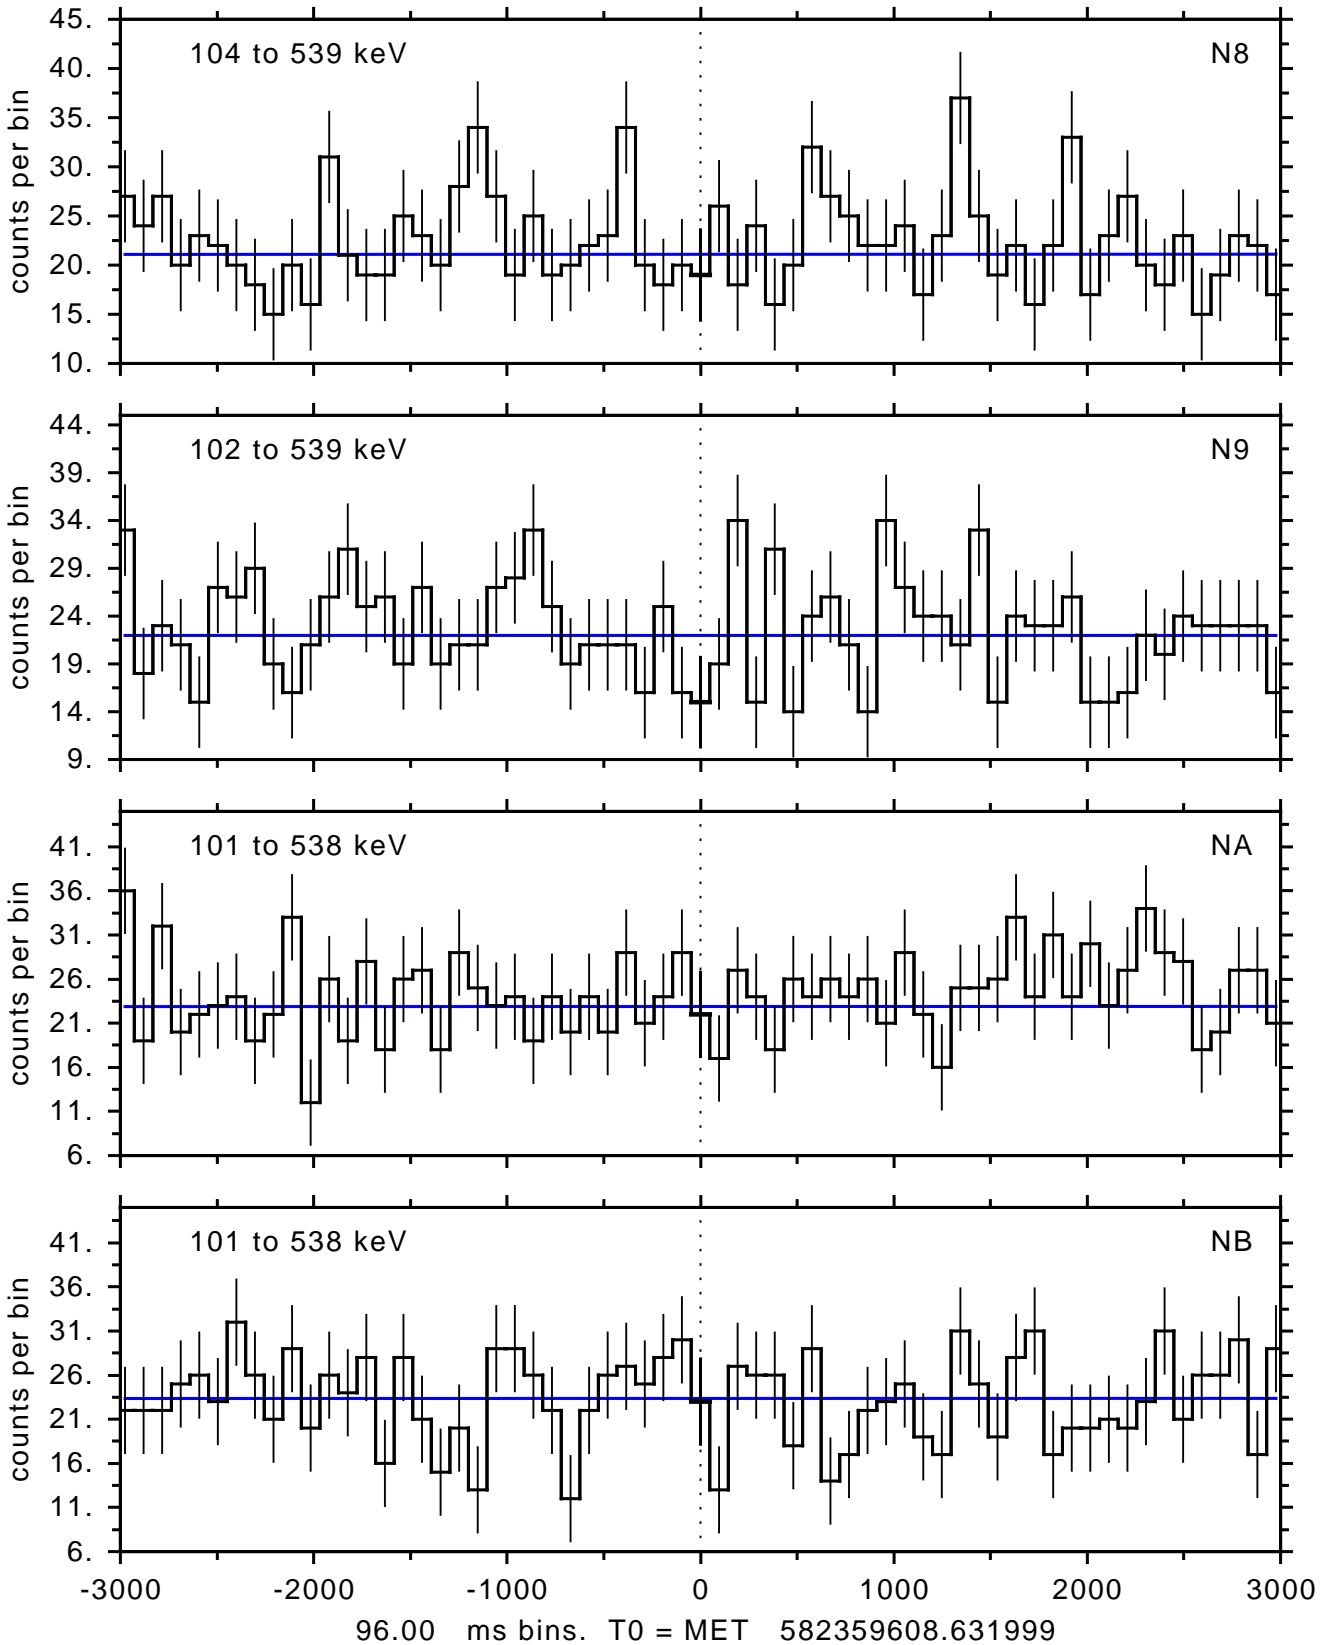 45.
40.
35.
30.
25.
20.
15.
10.
counts per bin
104 to 539 keV
N8
44.
39.
34.
29.
24.
19.
14.
9.
counts per bin
102 to 539 keV
N9
41.
36.
31.
26.
21.
16.
11.
6.
counts per bin
101 to 538 keV
NA
41.
36.
31.
26.
21.
16.
11.
6.
counts per bin
101 to 538 keV
NB
-3000 -2000 -1000 0 1000 2000 3000
96.00 ms bins. T0 = MET 582359608.631999